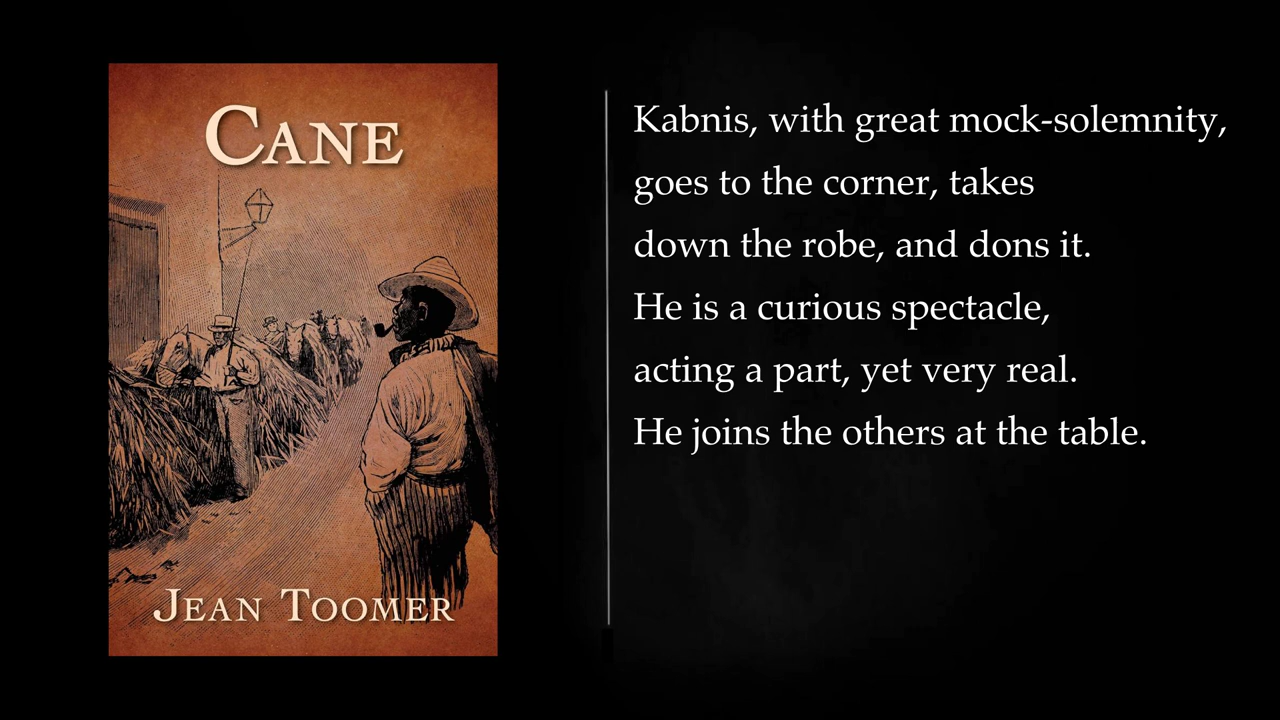 CANE
JEAN TOOMER
Kabnis, with great mock-solemnity,
goes to the corner, takes
down the robe, and dons it.
He is a curious spectacle,
acting a part, yet very real.
He joins the others at the table.